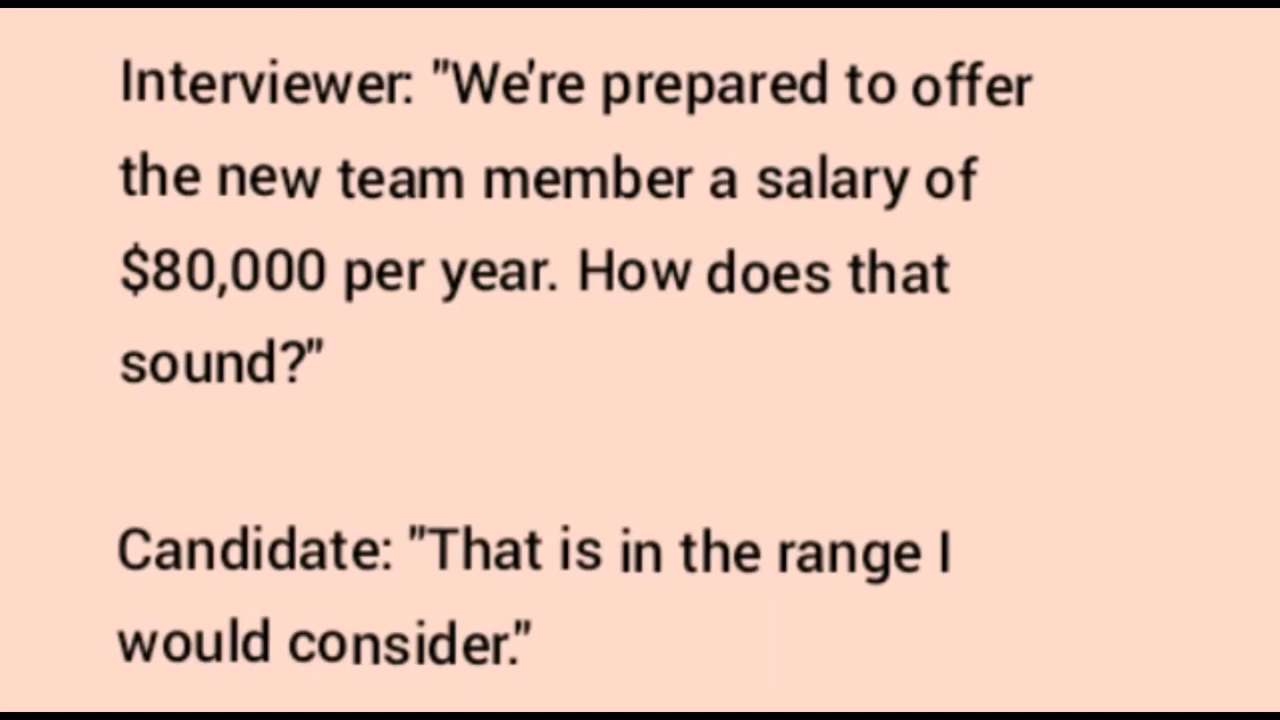 Interviewer: "We're prepared to offer
the new team member a salary of
$80,000 per year. How does that
sound?"
Candidate: "That is in the range I
would consider."